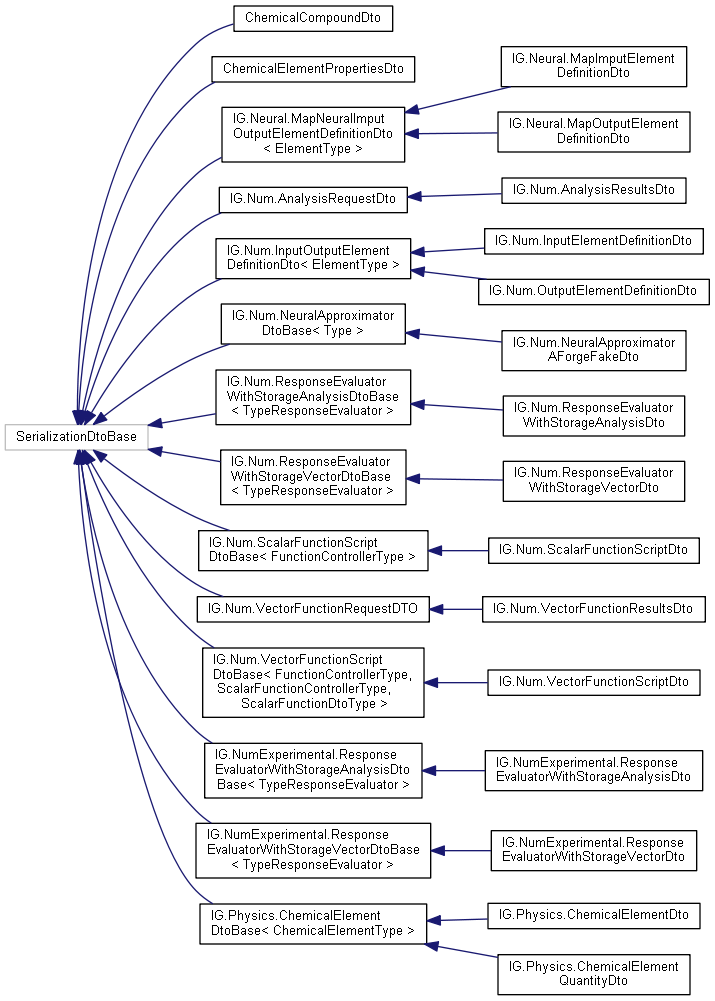 ChemicalCompoundDto
ChemicalElementPropertiesDto
IG.Neural.MapNeuralInput
OutputElementDefinitionDto
< ElementType >
IG.Neural.MapImputElement
DefinitionDto
IG.Neural.MapOutputElement
DefinitionDto
IG.Num.AnalysisRequestDto
IG.Num.AnalysisResultsDto
IG.Num.InputOutputElement
DefinitionDto< ElementType >
IG.Num.InputElementDefinitionDto
IG.Num.OutputElementDefinitionDto
IG.Num.NeuralApproximator
DtoBase< Type >
IG.Num.NeuralApproximator
AForgeFakeDto
IG.Num.ResponseEvaluator
WithStorageAnalysisDtoBase
< TypeResponseEvaluator >
IG.Num.ResponseEvaluator
WithStorageAnalysisDto
SerializationDtoBase
IG.Num.ResponseEvaluator
WithStorageVectorDtoBase
< TypeResponseEvaluator >
IG.Num.ResponseEvaluator
WithStorageVectorDto
IG.Num.ScalarFunctionScript
DtoBase< FunctionControllerType >
IG.Num.ScalarFunctionScriptDto
IG.Num.VectorFunctionRequestDTO
IG.Num.VectorFunctionResultsDto
IG.Num.VectorFunctionScript
DtoBase< FunctionControllerType,
ScalarFunctionControllerType,
ScalarFunctionDtoType >
IG.Num.VectorFunctionScriptDto
IG.NumExperimental.Response
EvaluatorWithStorageAnalysisDto
Base< TypeResponseEvaluator >
IG.NumExperimental.Response
EvaluatorWithStorageAnalysisDto
IG.NumExperimental.Response
EvaluatorWithStorageVectorDtoBase
< TypeResponseEvaluator >
IG.NumExperimental.Response
EvaluatorWithStorageVectorDto
IG.Physics.ChemicalElement
DtoBase< ChemicalElementType >
IG.Physics.ChemicalElementDto
IG.Physics.ChemicalElement
QuantityDto